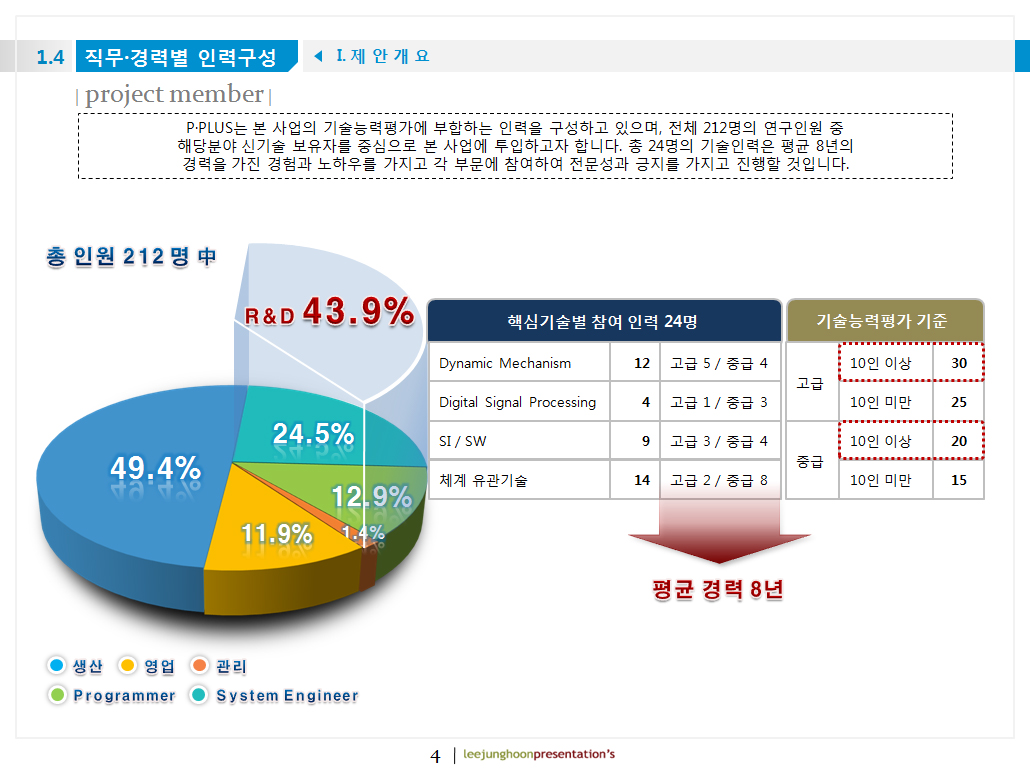 1.4 직무·경력별 인력구성 ◀ I. 제 안 개 요
| project member |
P·PLUS는 본 사업의 기술능력평가에 부합하는 인력을 구성하고 있으며, 전체 212명의 연구인원 중
해당분야 신기술 보유자를 중심으로 본 사업에 투입하고자 합니다. 총 24명의 기술인력은 평균 8년의
경력을 가진 경험과 노하우를 가지고 각 부문에 참여하여 전문성과 긍지를 가지고 진행할 것입니다.
총 인원 212명 中
R&D 43.9%
24.5%
49.4%
12.9%
11.9%
1.4%
핵심기술별 참여 인력 24명
Dynamic Mechanism 12 고급 5 / 중급 4
Digital Signal Processing 4 고급 1 / 중급 3
SI / SW 9 고급 3 / 중급 4
체계 유관기술 14 고급 2 / 중급 8
기술능력평가 기준
고급
10인 이상 30
10인 미만 25
중급
10인 이상 20
10인 미만 15
평균 경력 8년
생산 영업 관리
Programmer System Engineer
4 | leejunghoonpresentation's